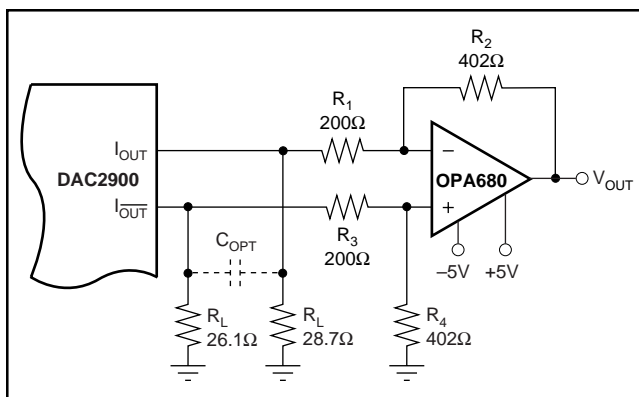 R2
402Ω
R1
200Ω
IOUT
DAC2900
I̅O̅U̅T̅
–
OPA680
+
VOUT
R3
200Ω
COPT
–5V +5V
RL
26.1Ω
RL
28.7Ω
R4
402Ω